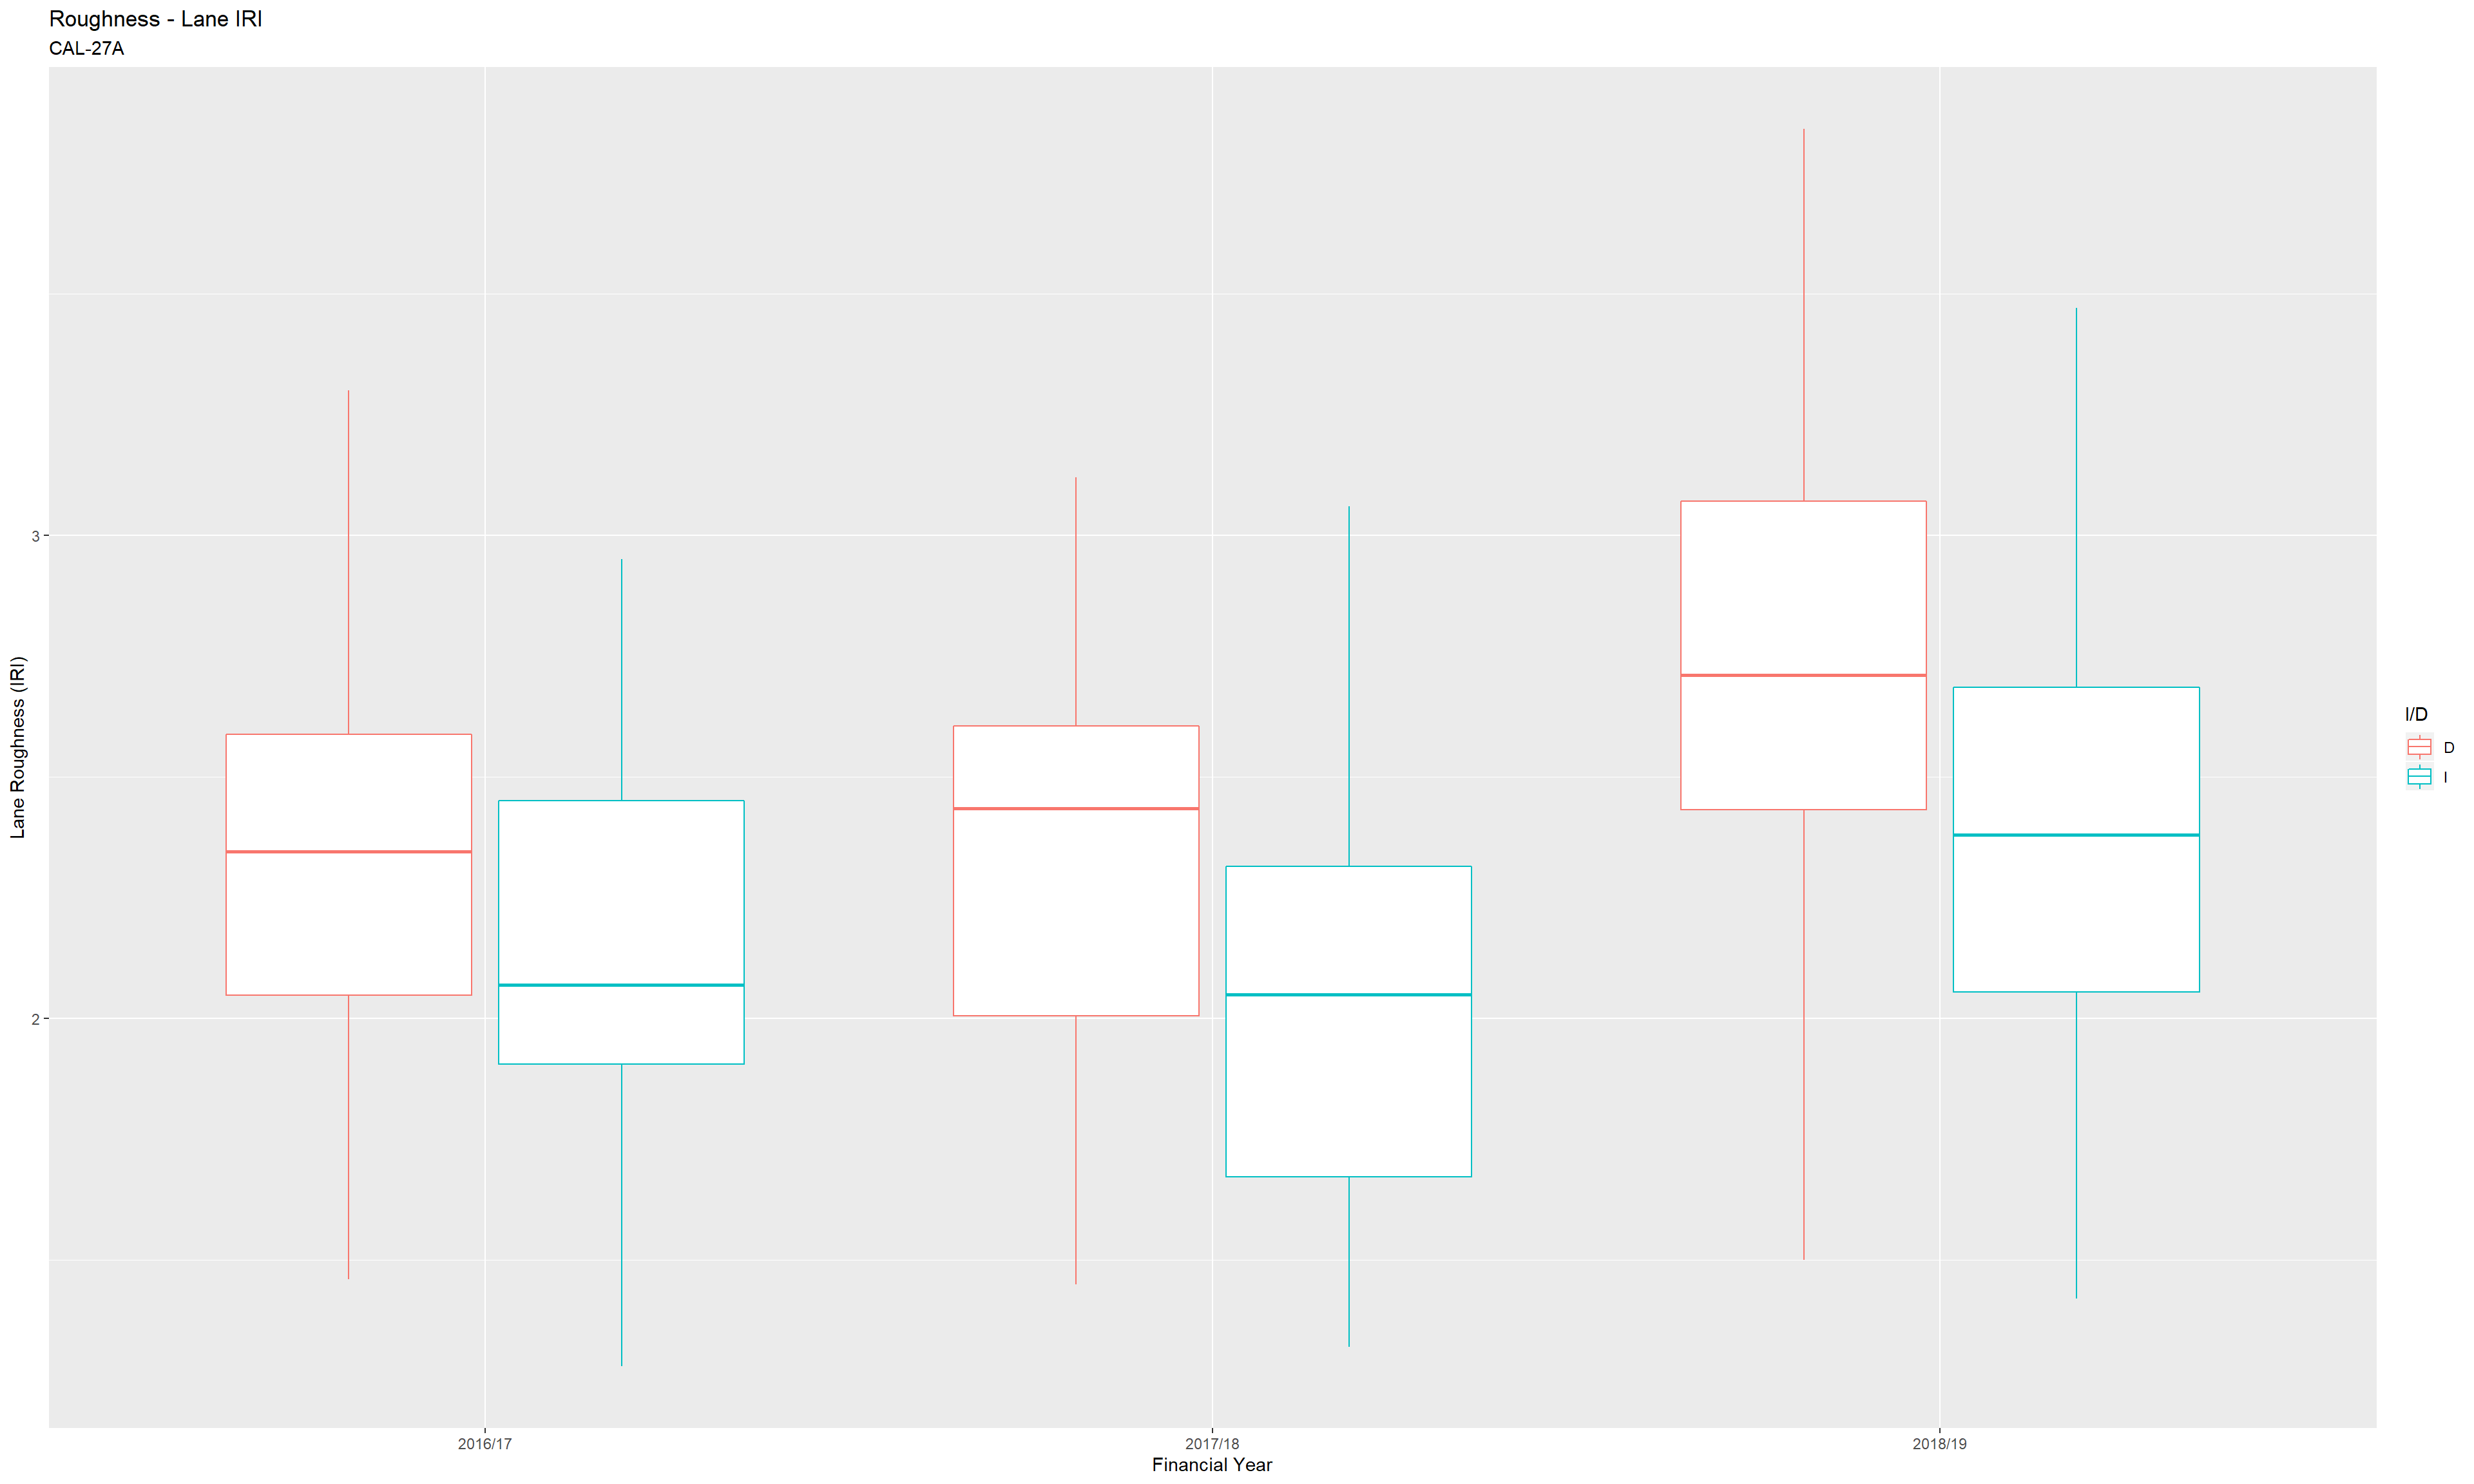 Roughness - Lane IRI
CAL-27A
Lane Roughness (IRI)
3
2
2016/17
2017/18
2018/19
Financial Year
I/D
D
I